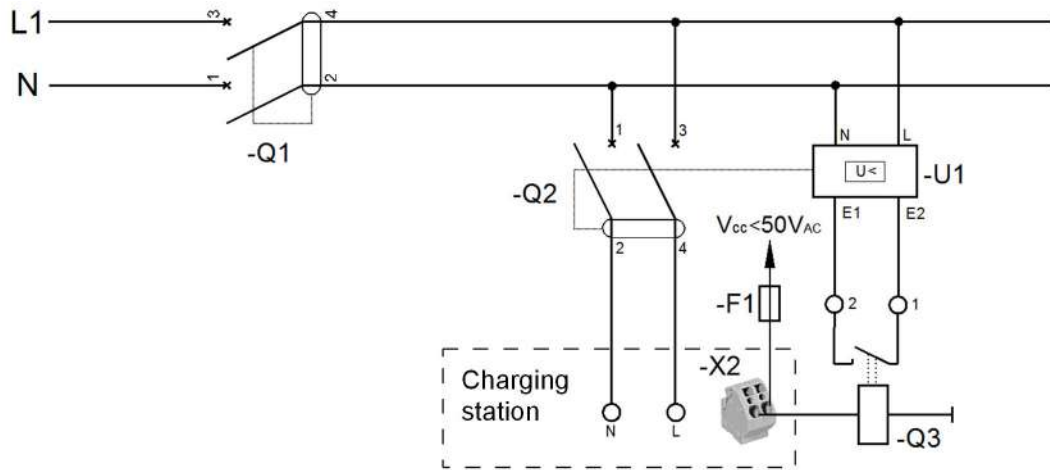 L1
3
4
N
1
2
-Q1
1
3
N
L
-Q2
U<
-U1
2
4
E1
E2
Vcc<50VAC
-F1
2
1
Charging
station
-X2
N
L
-Q3